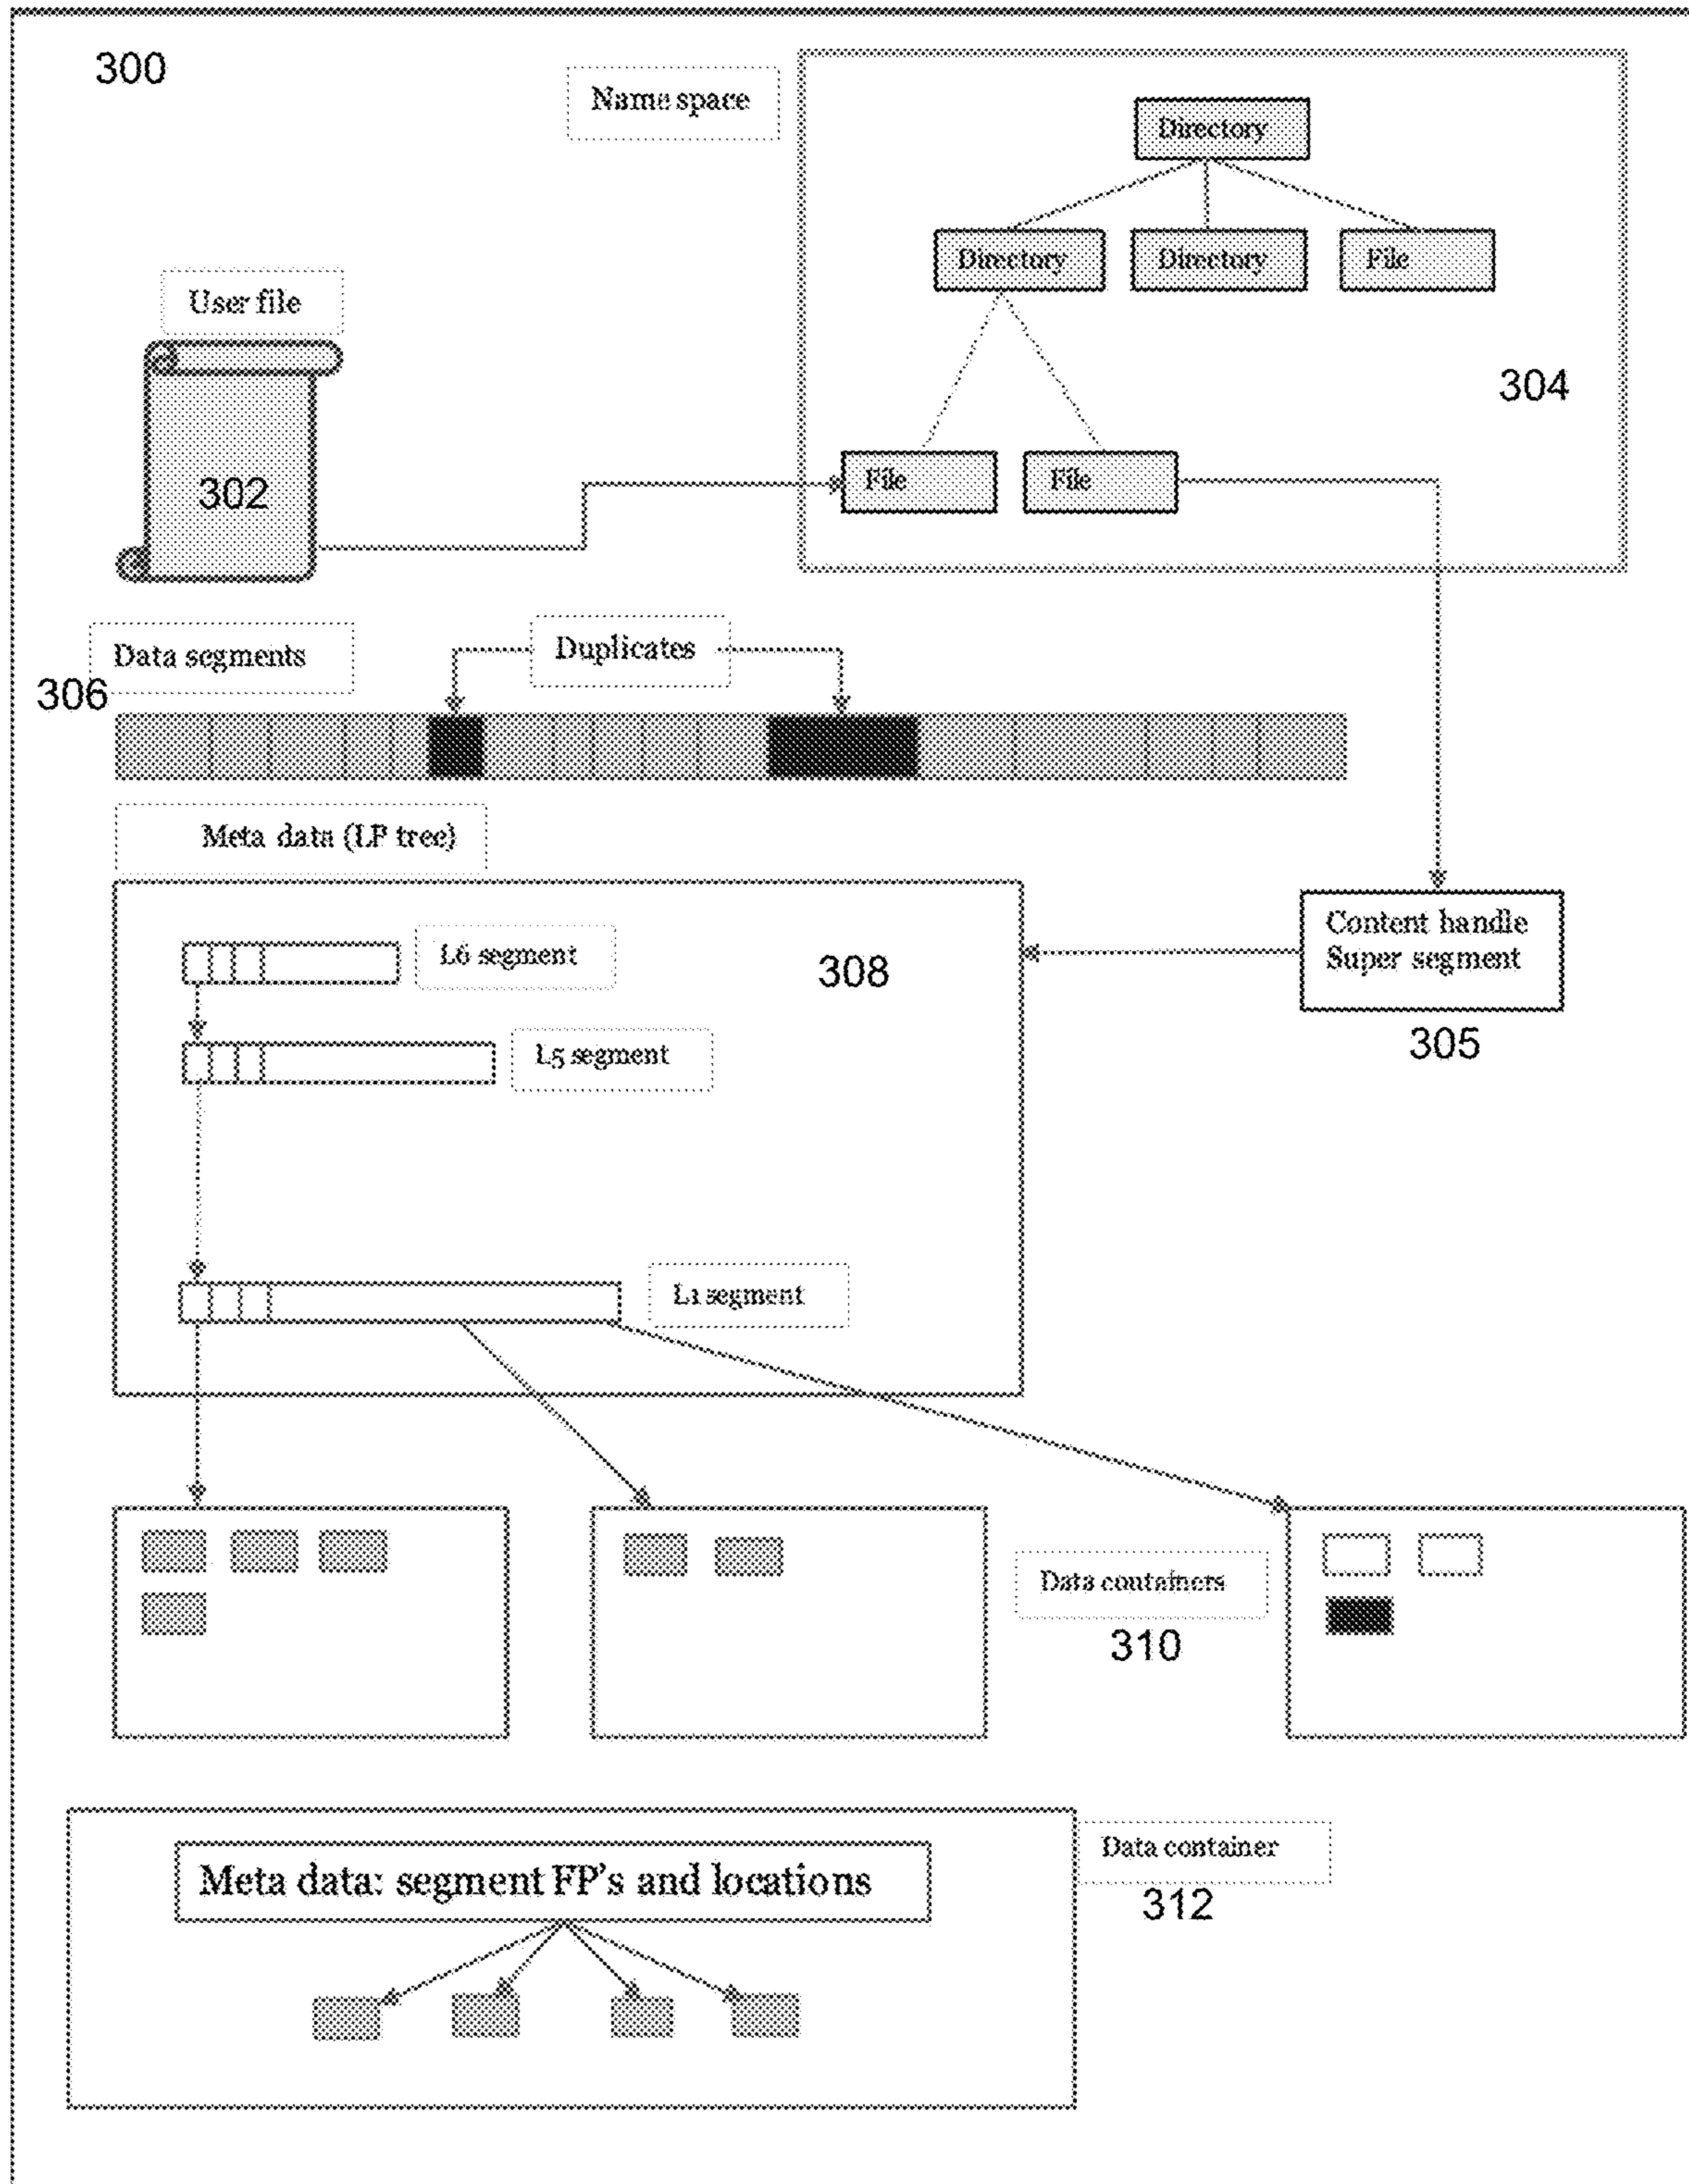 300
Name space
Directory
Directory
Directory
File
User file
304
302
File
File
Data segments
Duplicates
306
Meta data (LP tree)
L6 segment
308
Content handle
Super segment
305
L5 segment
L1 segment
Data containers
310
Meta data: segment FP's and locations
Data container
312